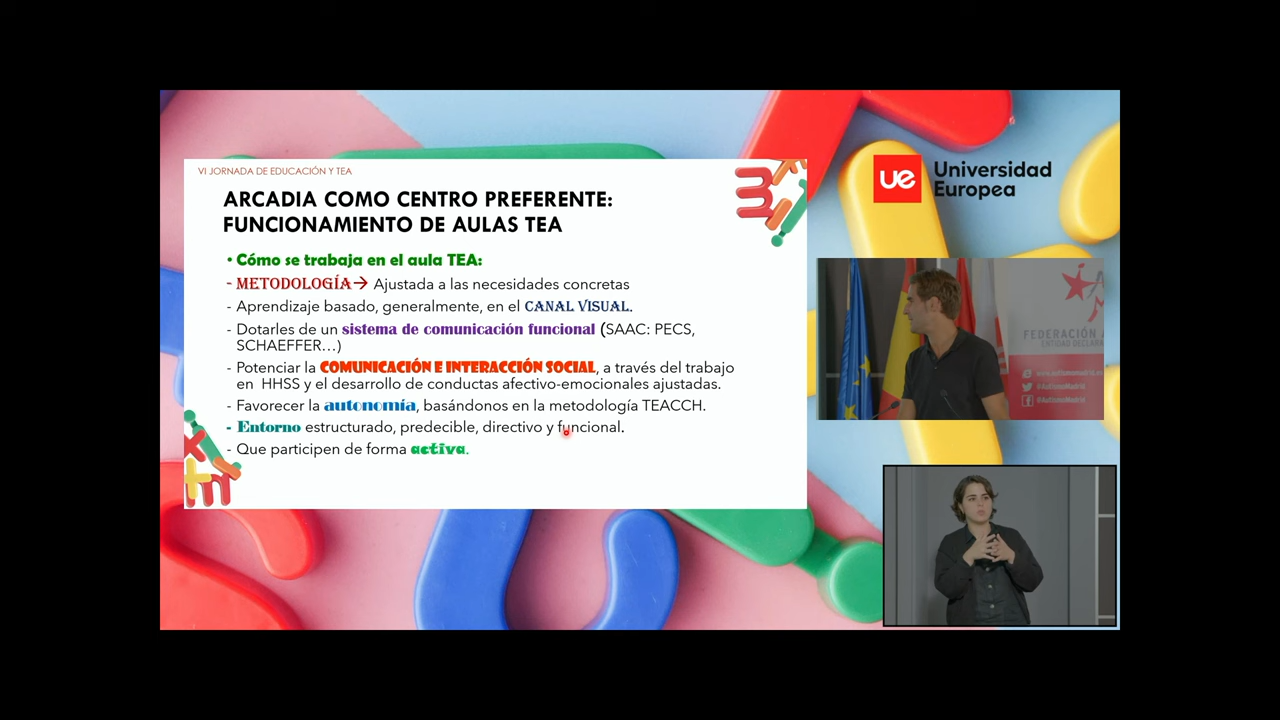 VI JORNADA DE EDUCACIÓN Y TEA
ARCADIA COMO CENTRO PREFERENTE:
FUNCIONAMIENTO DE AULAS TEA
• Cómo se trabaja en el aula TEA:
- METODOLOGÍA→ Ajustada a las necesidades concretas
- Aprendizaje basado, generalmente, en el CANAL VISUAL.
- Dotarles de un sistema de comunicación funcional (SAAC: PECS,
SCHAEFFER...)
- Potenciar la COMUNICACIÓN E INTERACCIÓN SOCIAL, a través del trabajo
en HHSS y el desarrollo de conductas afectivo-emocionales ajustadas.
- Favorecer la autonomía, basándonos en la metodología TEACCH.
- Entorno estructurado, predecible, directivo y funcional.
- Que participen de forma activa.
ue Universidad
Europea
FEDERACIÓN
ENTIDAD DECLAR
@AutismoMadrid
/AutismoMadrid